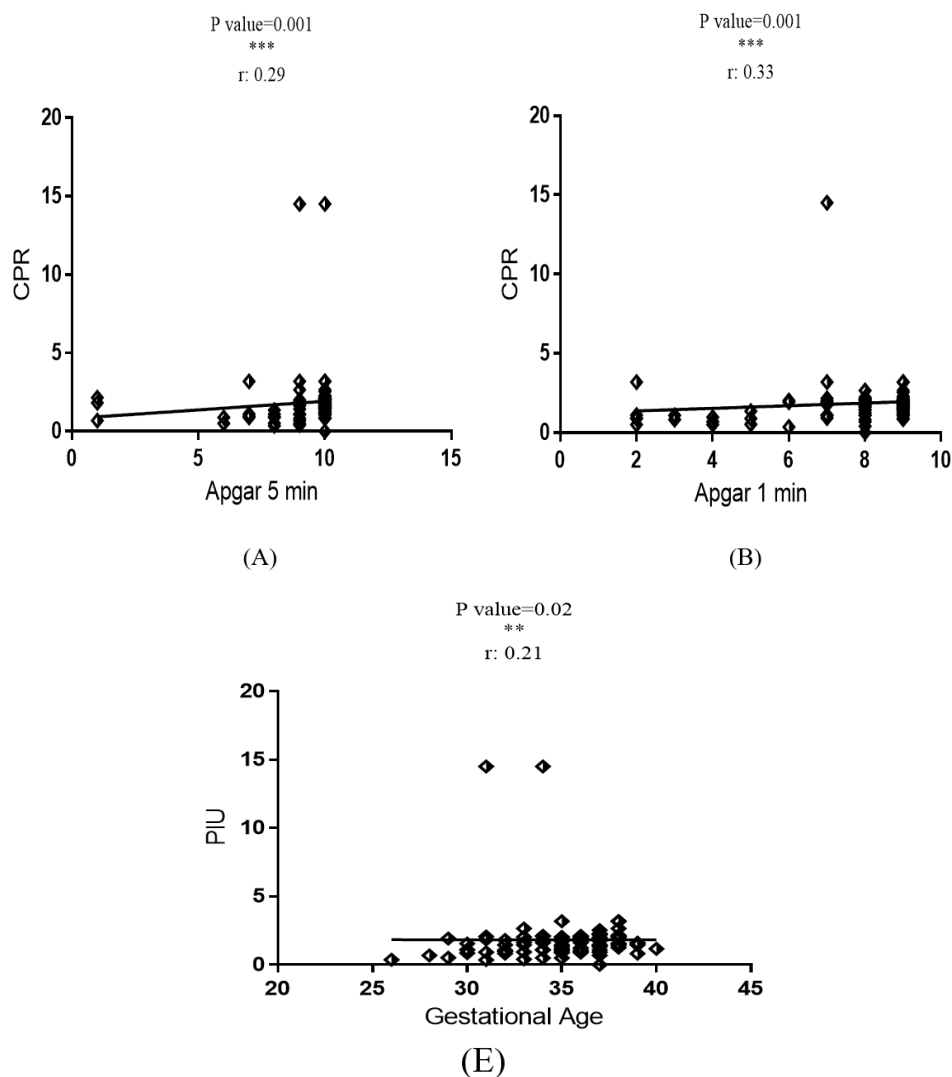 P value=0.001
***
r: 0.29
20
15
10
5
0
CPR
0
5
10
15
Apgar 5 min
(A)
P value=0.001
***
r: 0.33
20
15
10
5
0
CPR
0
2
4
6
8
10
Apgar 1 min
(B)
P value=0.02
**
r: 0.21
20
15
10
5
0
PIU
20
25
30
35
40
45
Gestational Age
(E)